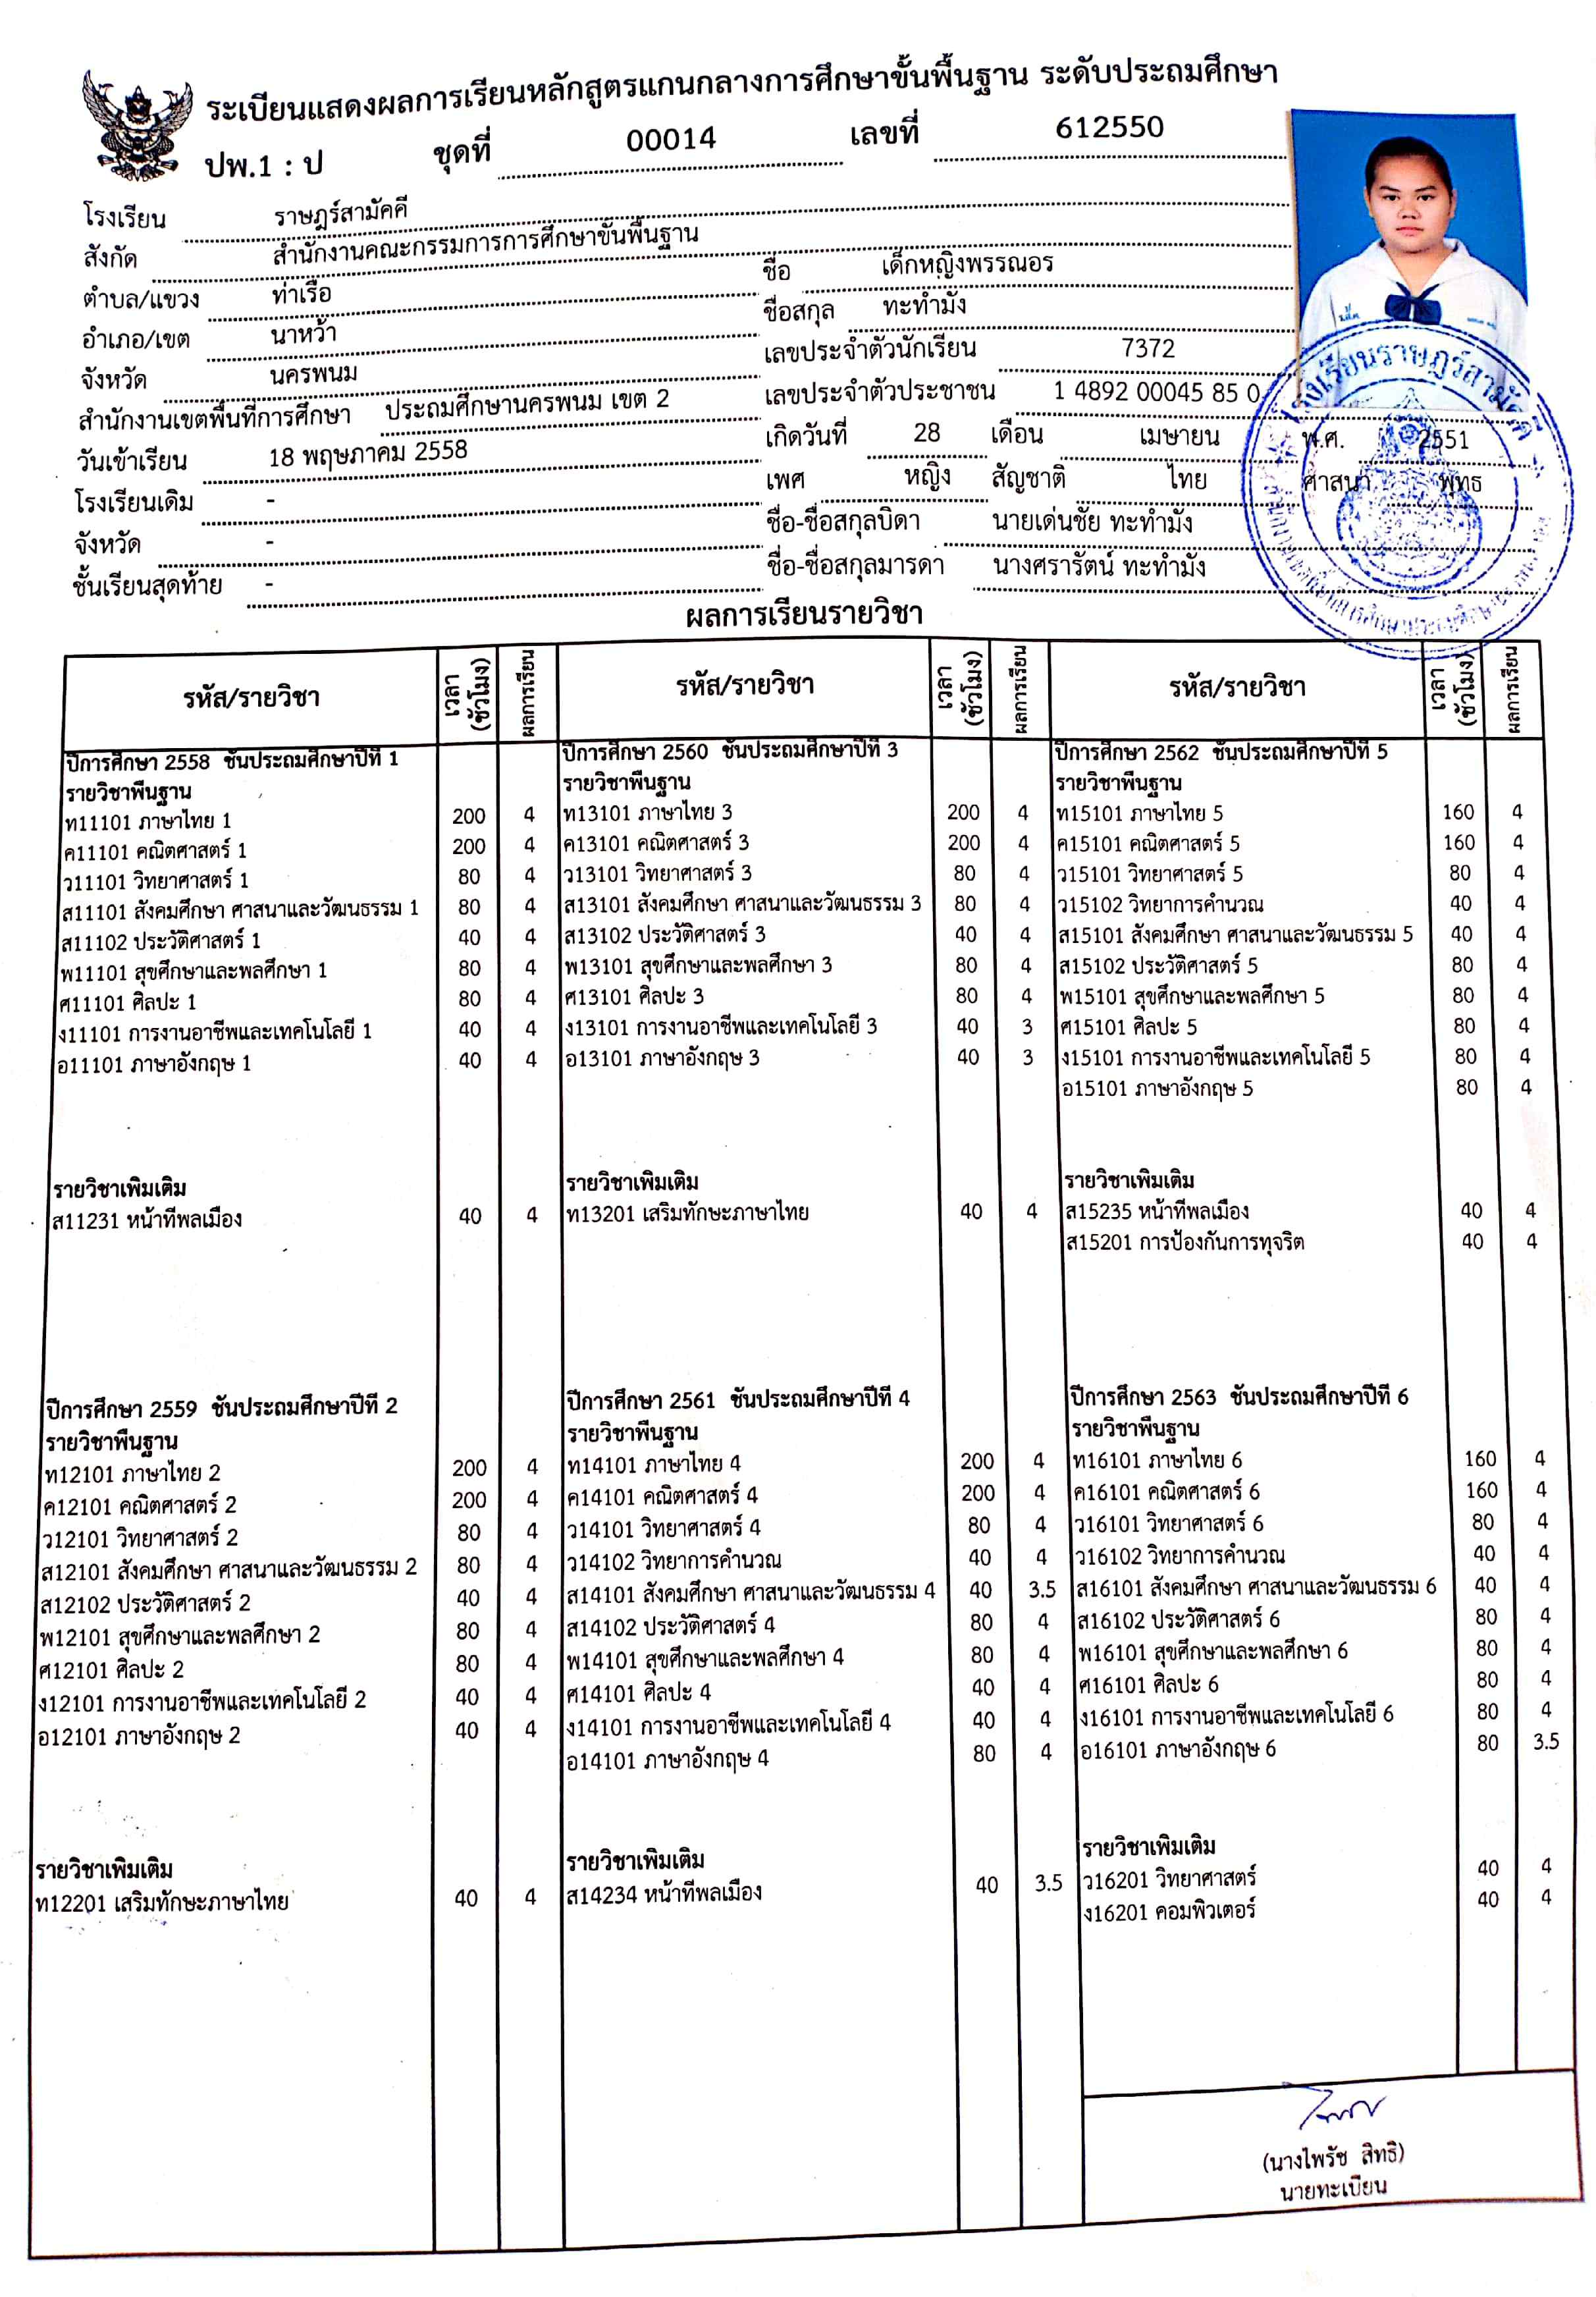 ระเบียนแสดงผลการเรียนหลักสูตรแกนกลางการศึกษาขั้นพื้นฐาน ระดับประถมศึกษา
ปพ.1 : ป ชุดที่ 00014 เลขที่ 612550
โรงเรียน ราษฎร์สามัคคี
สังกัด สำนักงานคณะกรรมการการศึกษาขั้นพื้นฐาน
ตำบล/แขวง ท่าเรือ
อำเภอ/เขต นาหว้า
จังหวัด นครพนม
สำนักงานเขตพื้นที่การศึกษา ประถมศึกษานครพนม เขต 2
วันเข้าเรียน 18 พฤษภาคม 2558
โรงเรียนเดิม -
จังหวัด -
ชั้นเรียนสุดท้าย -
ชื่อ เด็กหญิงพรรณอร
ชื่อสกุล ทะทำมัง
เลขประจำตัวนักเรียน 7372
เลขประจำตัวประชาชน 1 4892 00045 85 0
เกิดวันที่ 28 เดือน เมษายน พ.ศ. 2551
เพศ หญิง สัญชาติ ไทย ศาสนา พุทธ
ชื่อ-ชื่อสกุลบิดา นายเด่นชัย ทะทำมัง
ชื่อ-ชื่อสกุลมารดา นางศรารัตน์ ทะทำมัง
โรงเรียนราษฎร์สามัคคี
ผลการเรียนรายวิชา
รหัส/รายวิชา เวลา (ชั่วโมง) ผลการเรียน รหัส/รายวิชา เวลา (ชั่วโมง) ผลการเรียน รหัส/รายวิชา เวลา (ชั่วโมง) ผลการเรียน
ปีการศึกษา 2558 ชั้นประถมศึกษาปีที่ 1
รายวิชาพื้นฐาน
ท11101 ภาษาไทย 1 200 4
ค11101 คณิตศาสตร์ 1 200 4
ว11101 วิทยาศาสตร์ 1 80 4
ส11101 สังคมศึกษา ศาสนาและวัฒนธรรม 1 80 4
ส11102 ประวัติศาสตร์ 1 40 4
พ11101 สุขศึกษาและพลศึกษา 1 80 4
ศ11101 ศิลปะ 1 80 4
ง11101 การงานอาชีพและเทคโนโลยี 1 40 4
อ11101 ภาษาอังกฤษ 1 40 4
รายวิชาเพิ่มเติม
ส11231 หน้าที่พลเมือง 40 4
ปีการศึกษา 2559 ชั้นประถมศึกษาปีที่ 2
รายวิชาพื้นฐาน
ท12101 ภาษาไทย 2 200 4
ค12101 คณิตศาสตร์ 2 200 4
ว12101 วิทยาศาสตร์ 2 80 4
ส12101 สังคมศึกษา ศาสนาและวัฒนธรรม 2 80 4
ส12102 ประวัติศาสตร์ 2 40 4
พ12101 สุขศึกษาและพลศึกษา 2 80 4
ศ12101 ศิลปะ 2 80 4
ง12101 การงานอาชีพและเทคโนโลยี 2 40 4
อ12101 ภาษาอังกฤษ 2 40 4
รายวิชาเพิ่มเติม
ท12201 เสริมทักษะภาษาไทย 40 4
ปีการศึกษา 2560 ชั้นประถมศึกษาปีที่ 3
รายวิชาพื้นฐาน
ท13101 ภาษาไทย 3 200 4
ค13101 คณิตศาสตร์ 3 200 4
ว13101 วิทยาศาสตร์ 3 80 4
ส13101 สังคมศึกษา ศาสนาและวัฒนธรรม 3 80 4
ส13102 ประวัติศาสตร์ 3 40 4
พ13101 สุขศึกษาและพลศึกษา 3 80 4
ศ13101 ศิลปะ 3 80 4
ง13101 การงานอาชีพและเทคโนโลยี 3 40 3
อ13101 ภาษาอังกฤษ 3 40 3
รายวิชาเพิ่มเติม
ท13201 เสริมทักษะภาษาไทย 40 4
ปีการศึกษา 2561 ชั้นประถมศึกษาปีที่ 4
รายวิชาพื้นฐาน
ท14101 ภาษาไทย 4 200 4
ค14101 คณิตศาสตร์ 4 200 4
ว14101 วิทยาศาสตร์ 4 80 4
ว14102 วิทยาการคำนวณ 40 4
ส14101 สังคมศึกษา ศาสนาและวัฒนธรรม 4 40 3.5
ส14102 ประวัติศาสตร์ 4 80 4
พ14101 สุขศึกษาและพลศึกษา 4 80 4
ศ14101 ศิลปะ 4 40 4
ง14101 การงานอาชีพและเทคโนโลยี 4 40 4
อ14101 ภาษาอังกฤษ 4 80 4
รายวิชาเพิ่มเติม
ส14234 หน้าที่พลเมือง 40 3.5
ปีการศึกษา 2562 ชั้นประถมศึกษาปีที่ 5
รายวิชาพื้นฐาน
ท15101 ภาษาไทย 5 160 4
ค15101 คณิตศาสตร์ 5 160 4
ว15101 วิทยาศาสตร์ 5 80 4
ว15102 วิทยาการคำนวณ 40 4
ส15101 สังคมศึกษา ศาสนาและวัฒนธรรม 5 40 4
ส15102 ประวัติศาสตร์ 5 80 4
พ15101 สุขศึกษาและพลศึกษา 5 80 4
ศ15101 ศิลปะ 5 80 4
ง15101 การงานอาชีพและเทคโนโลยี 5 80 4
อ15101 ภาษาอังกฤษ 5 80 4
รายวิชาเพิ่มเติม
ส15235 หน้าที่พลเมือง 40 4
ส15201 การป้องกันการทุจริต 40 4
ปีการศึกษา 2563 ชั้นประถมศึกษาปีที่ 6
รายวิชาพื้นฐาน
ท16101 ภาษาไทย 6 160 4
ค16101 คณิตศาสตร์ 6 160 4
ว16101 วิทยาศาสตร์ 6 80 4
ว16102 วิทยาการคำนวณ 40 4
ส16101 สังคมศึกษา ศาสนาและวัฒนธรรม 6 40 4
ส16102 ประวัติศาสตร์ 6 80 4
พ16101 สุขศึกษาและพลศึกษา 6 80 4
ศ16101 ศิลปะ 6 80 4
ง16101 การงานอาชีพและเทคโนโลยี 6 80 4
อ16101 ภาษาอังกฤษ 6 80 3.5
รายวิชาเพิ่มเติม
ว16201 วิทยาศาสตร์ 40 4
ง16201 คอมพิวเตอร์ 40 4
(นางไพรัช สิทธิ)
นายทะเบียน